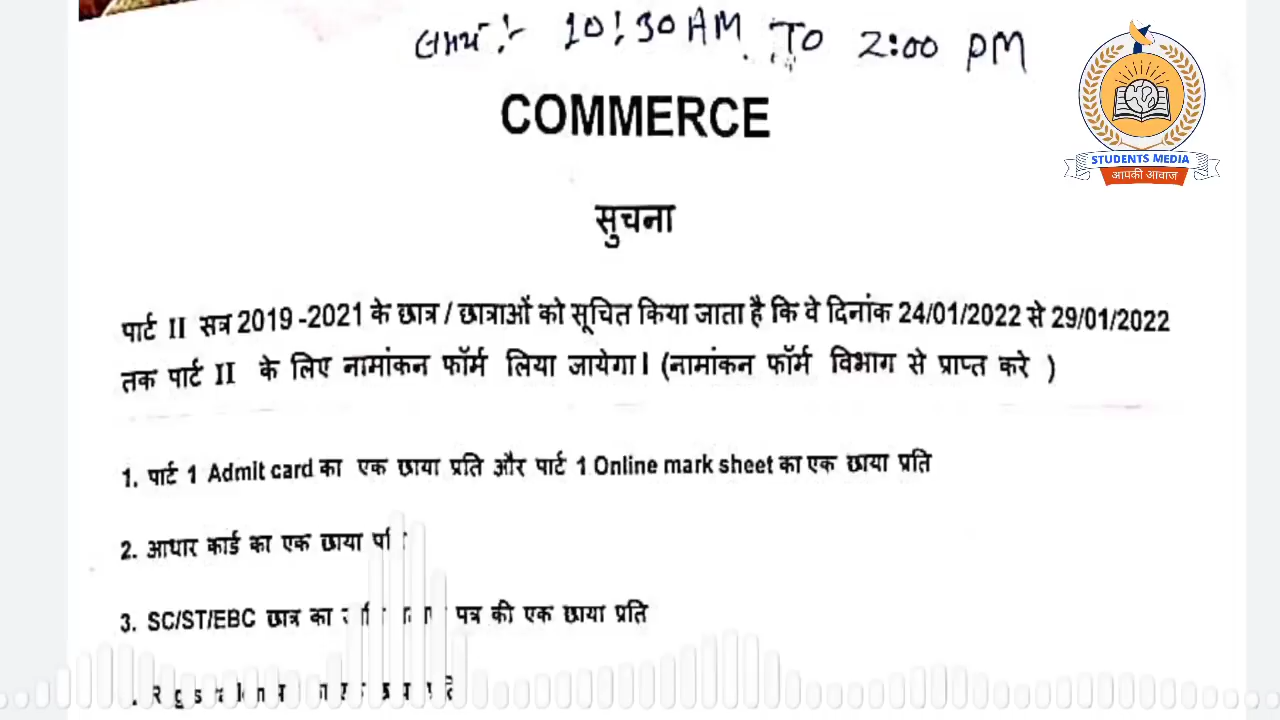 समय :- 10:30 AM TO 2:00 PM
COMMERCE
STUDENTS MEDIA
आपकी आवाज
सुचना
पार्ट II सत्र 2019 -2021 के छात्र / छात्राओं को सूचित किया जाता है कि वे दिनांक 24/01/2022 से 29/01/2022
तक पार्ट II के लिए नामांकन फॉर्म लिया जायेगा। (नामांकन फॉर्म विभाग से प्राप्त करे )
1. पार्ट 1 Admit card का एक छाया प्रति और पार्ट 1 Online mark sheet का एक छाया प्रति
2. आधार कार्ड का एक छाया
3. SC/ST/EBC छात्र का पत्र की एक छाया प्रति